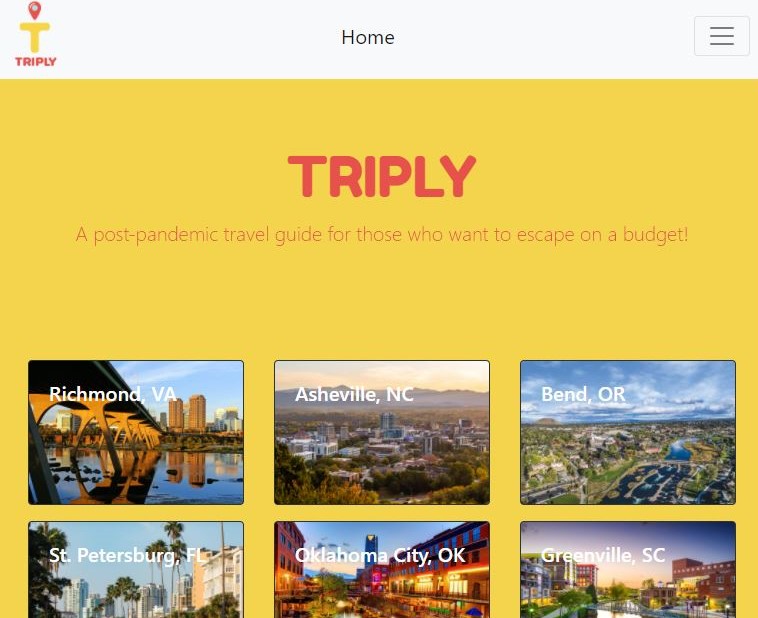 TRIPLY
Home
TRIPLY
A post-pandemic travel guide for those who want to escape on a budget!
Richmond, VA
Asheville, NC
Bend, OR
St. Petersburg, FL
Oklahoma City, OK
Greenville, SC